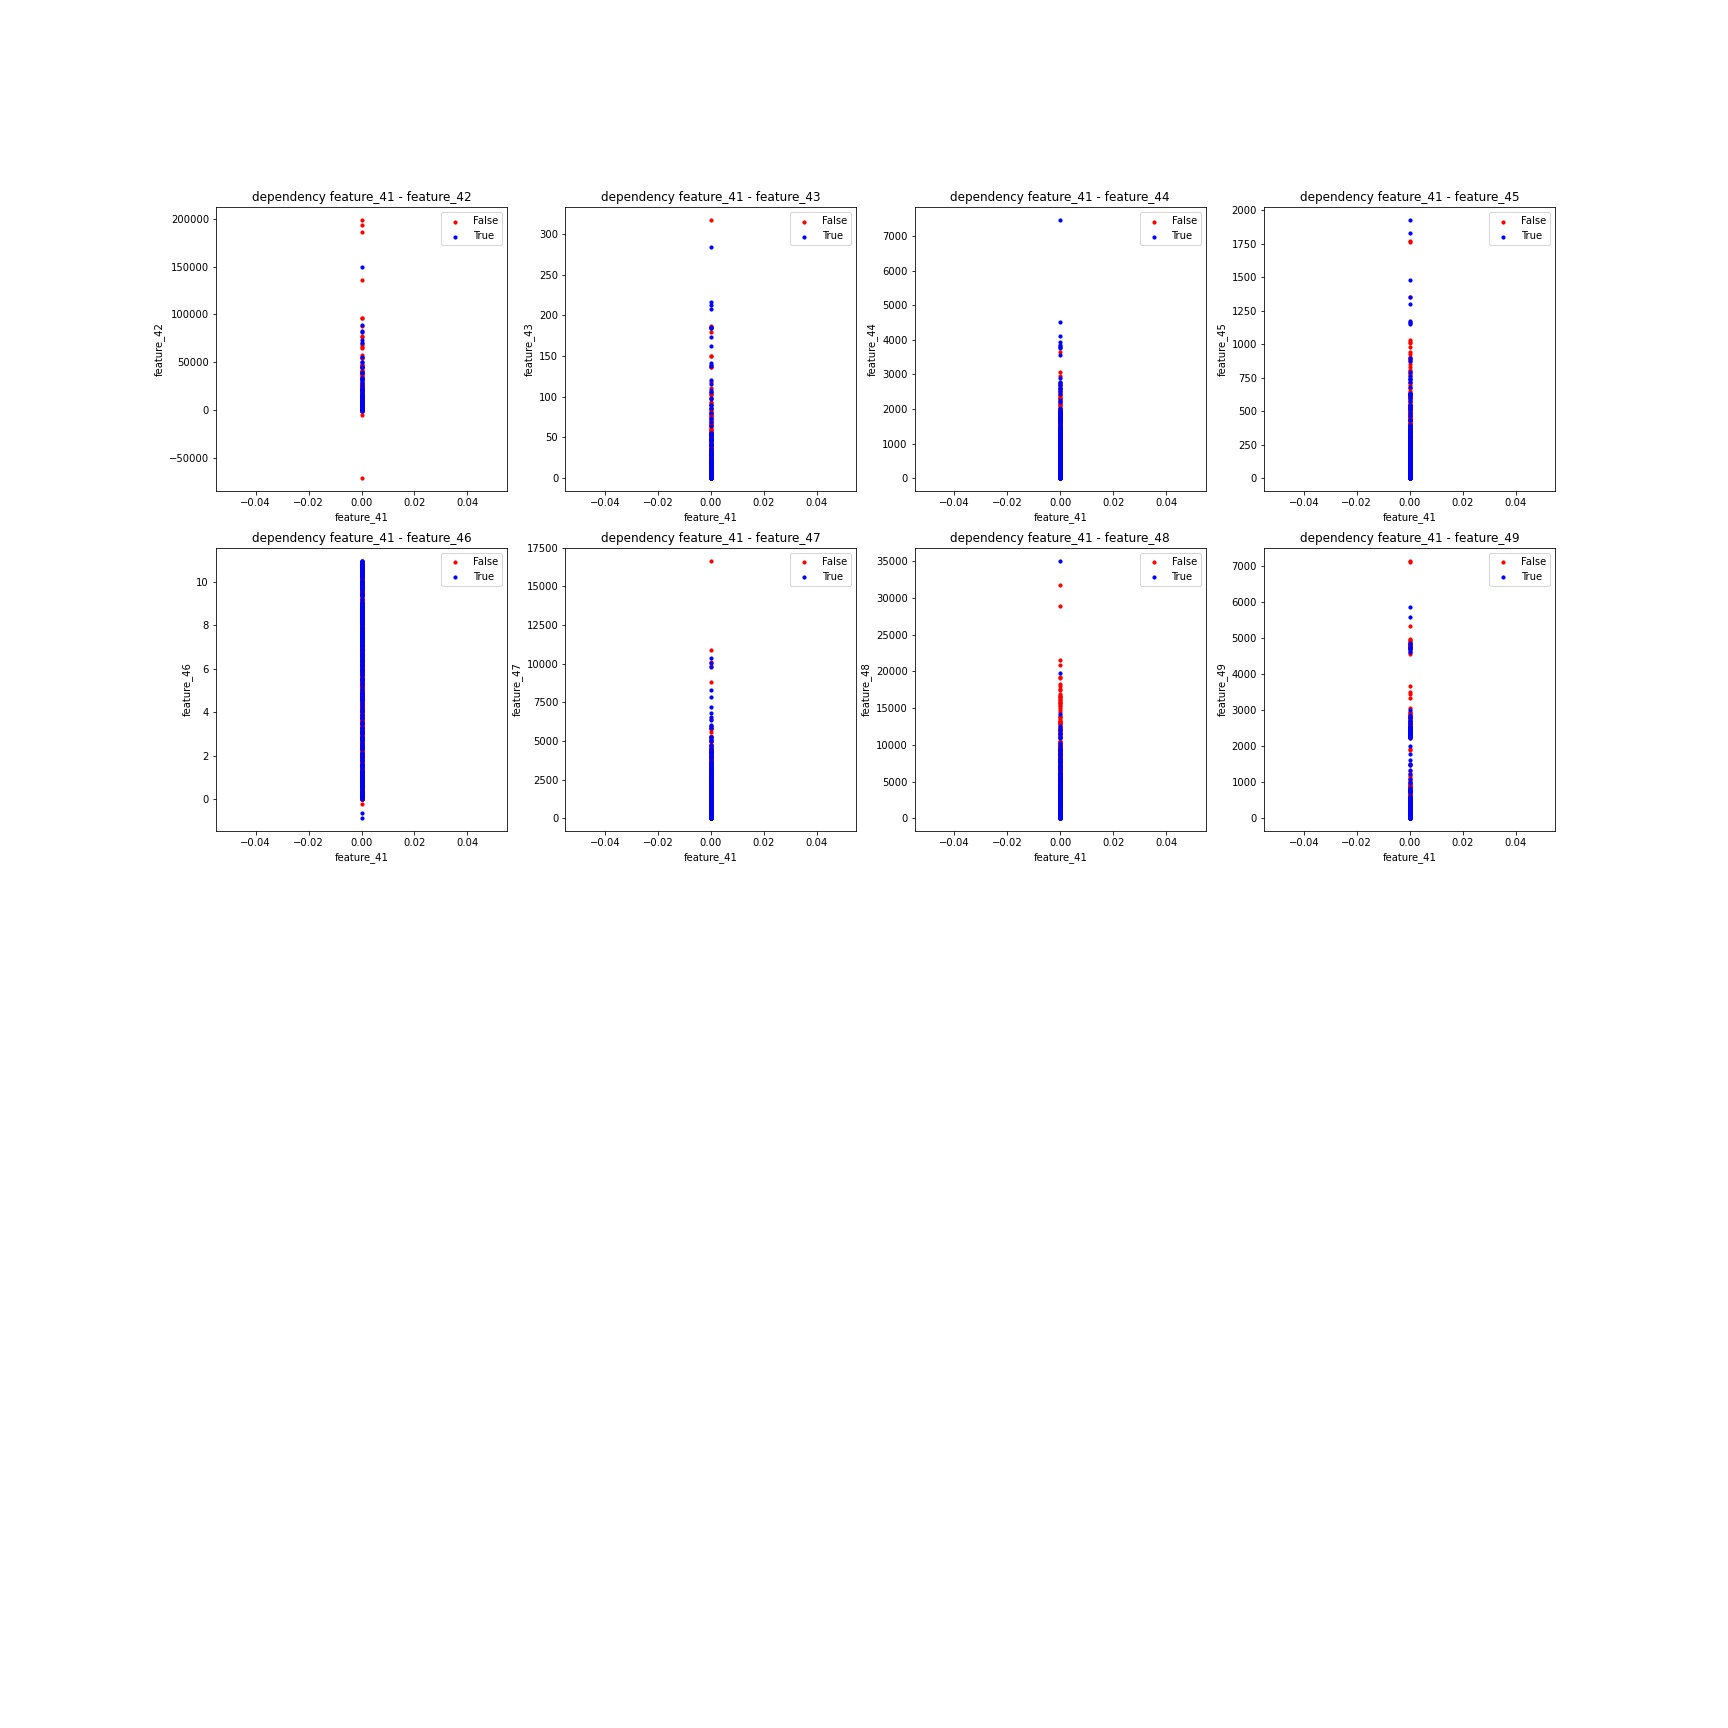 dependency feature_41 - feature_42
200000
150000
100000
50000
0
−50000
feature_42
−0.04 −0.02 0.00 0.02 0.04
feature_41
False
True
dependency feature_41 - feature_43
300
250
200
150
100
50
0
feature_43
−0.04 −0.02 0.00 0.02 0.04
feature_41
False
True
dependency feature_41 - feature_44
7000
6000
5000
4000
3000
2000
1000
0
feature_44
−0.04 −0.02 0.00 0.02 0.04
feature_41
False
True
dependency feature_41 - feature_45
2000
1750
1500
1250
1000
750
500
250
0
feature_45
−0.04 −0.02 0.00 0.02 0.04
feature_41
False
True
dependency feature_41 - feature_46
10
8
6
4
2
0
feature_46
−0.04 −0.02 0.00 0.02 0.04
feature_41
False
True
dependency feature_41 - feature_47
17500
15000
12500
10000
7500
5000
2500
0
feature_47
−0.04 −0.02 0.00 0.02 0.04
feature_41
False
True
dependency feature_41 - feature_48
35000
30000
25000
20000
15000
10000
5000
0
feature_48
−0.04 −0.02 0.00 0.02 0.04
feature_41
False
True
dependency feature_41 - feature_49
7000
6000
5000
4000
3000
2000
1000
0
feature_49
−0.04 −0.02 0.00 0.02 0.04
feature_41
False
True